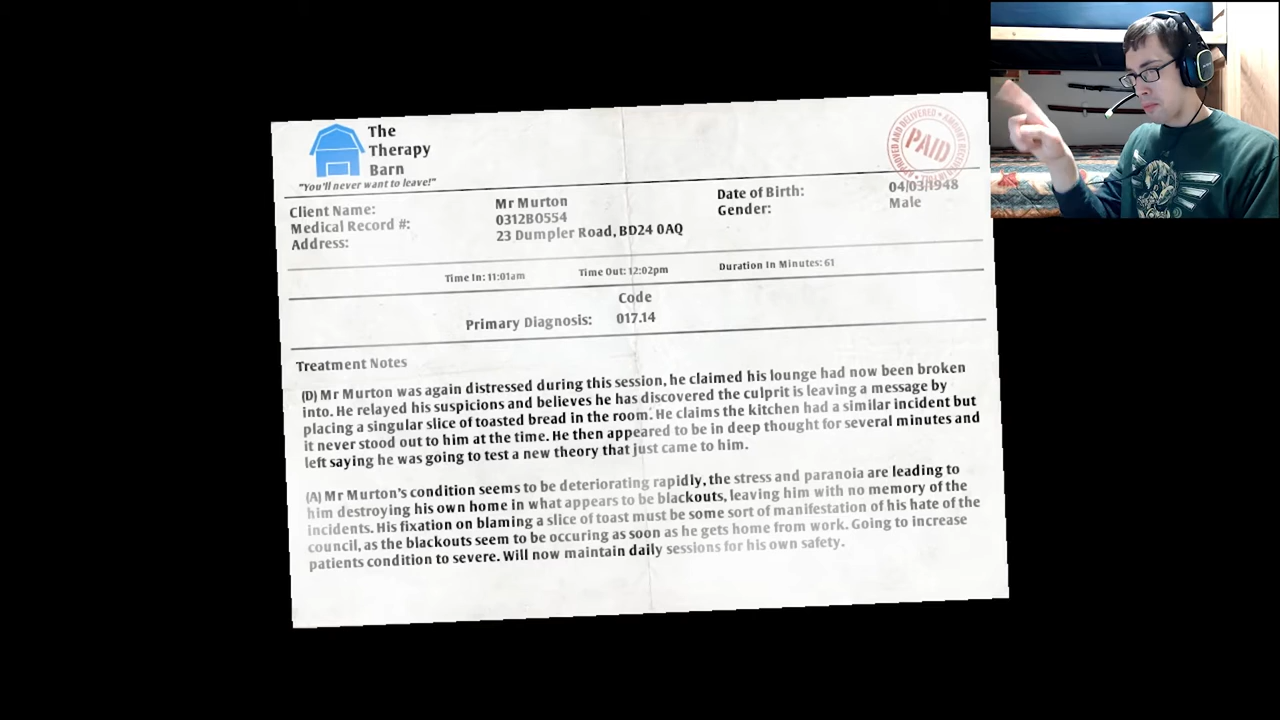 The
Therapy
Barn
"You'll never want to leave!"
APPROVED AND DELIVERED • AMOUNT RECEIVED IN TOTAL •
PAID
Client Name: Mr Murton Date of Birth: 04/03/1948
Medical Record #: 0312B0554 Gender: Male
Address: 23 Dumpler Road, BD24 0AQ
Time In: 11:01am Time Out: 12:02pm Duration In Minutes: 61
Code
Primary Diagnosis: 017.14
Treatment Notes
(D) Mr Murton was again distressed during this session, he claimed his lounge had now been broken
into. He relayed his suspicions and believes he has discovered the culprit is leaving a message by
placing a singular slice of toasted bread in the room. He claims the kitchen had a similar incident but
it never stood out to him at the time. He then appeared to be in deep thought for several minutes and
left saying he was going to test a new theory that just came to him.
(A) Mr Murton's condition seems to be deteriorating rapidly, the stress and paranoia are leading to
him destroying his own home in what appears to be blackouts, leaving him with no memory of the
incidents. His fixation on blaming a slice of toast must be some sort of manifestation of his hate of the
council, as the blackouts seem to be occuring as soon as he gets home from work. Going to increase
patients condition to severe. Will now maintain daily sessions for his own safety.